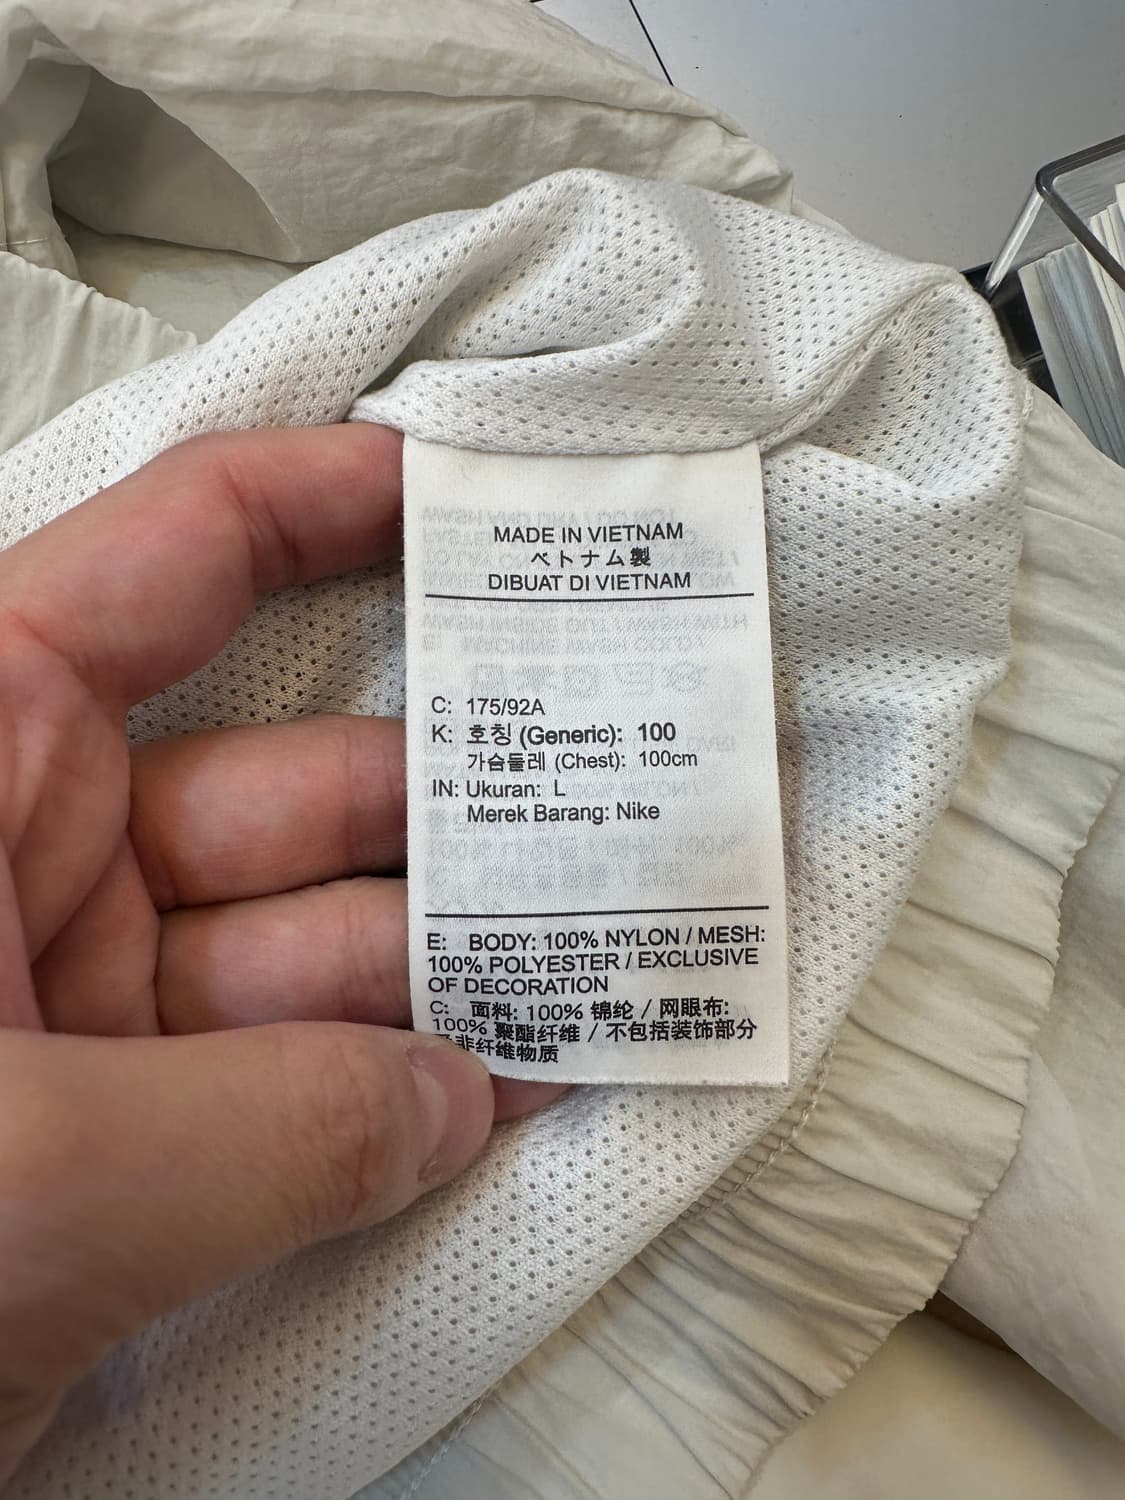 MADE IN VIETNAM
ベトナム製
DIBUAT DI VIETNAM
C: 175/92A
K: 호칭 (Generic): 100
가슴둘레 (Chest): 100cm
IN: Ukuran: L
Merek Barang: Nike
E: BODY: 100% NYLON / MESH:
100% POLYESTER / EXCLUSIVE
OF DECORATION
C: 面料: 100% 锦纶 / 网眼布:
100% 聚酯纤维 / 不包括装饰部分
非纤维物质